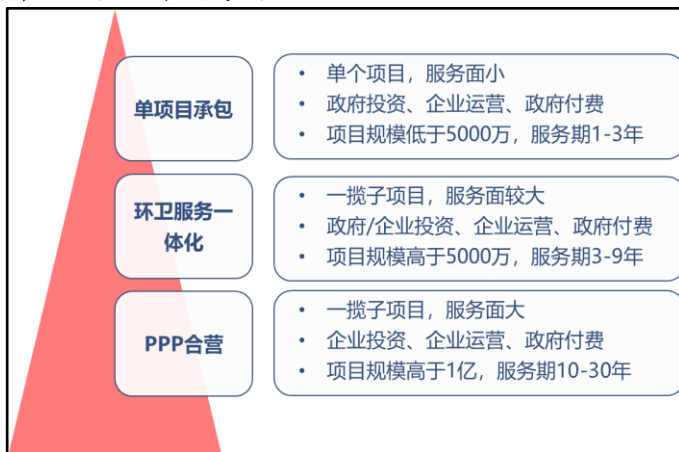 单项目承包
• 单个项目，服务面小
• 政府投资、企业运营、政府付费
• 项目规模低于5000万，服务期1-3年
环卫服务一
体化
• 一揽子项目，服务面较大
• 政府/企业投资、企业运营、政府付费
• 项目规模高于5000万，服务期3-9年
PPP合营
• 一揽子项目，服务面大
• 企业投资、企业运营、政府付费
• 项目规模高于1亿，服务期10-30年